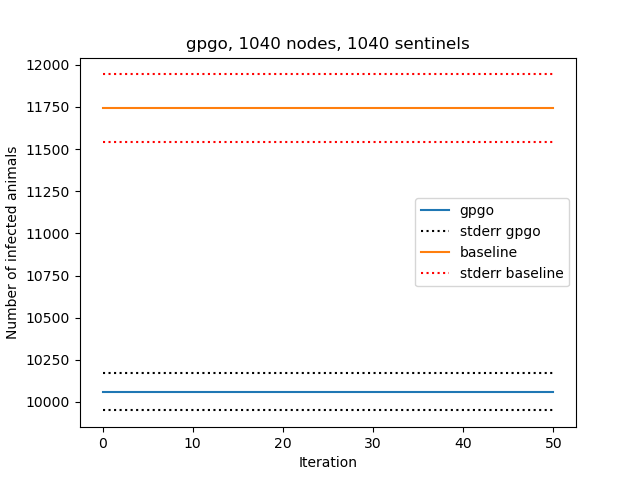 gpgo, 1040 nodes, 1040 sentinels
Number of infected animals
12000
11750
11500
11250
11000
10750
10500
10250
10000
gpgo
stderr gpgo
baseline
stderr baseline
0 10 20 30 40 50
Iteration